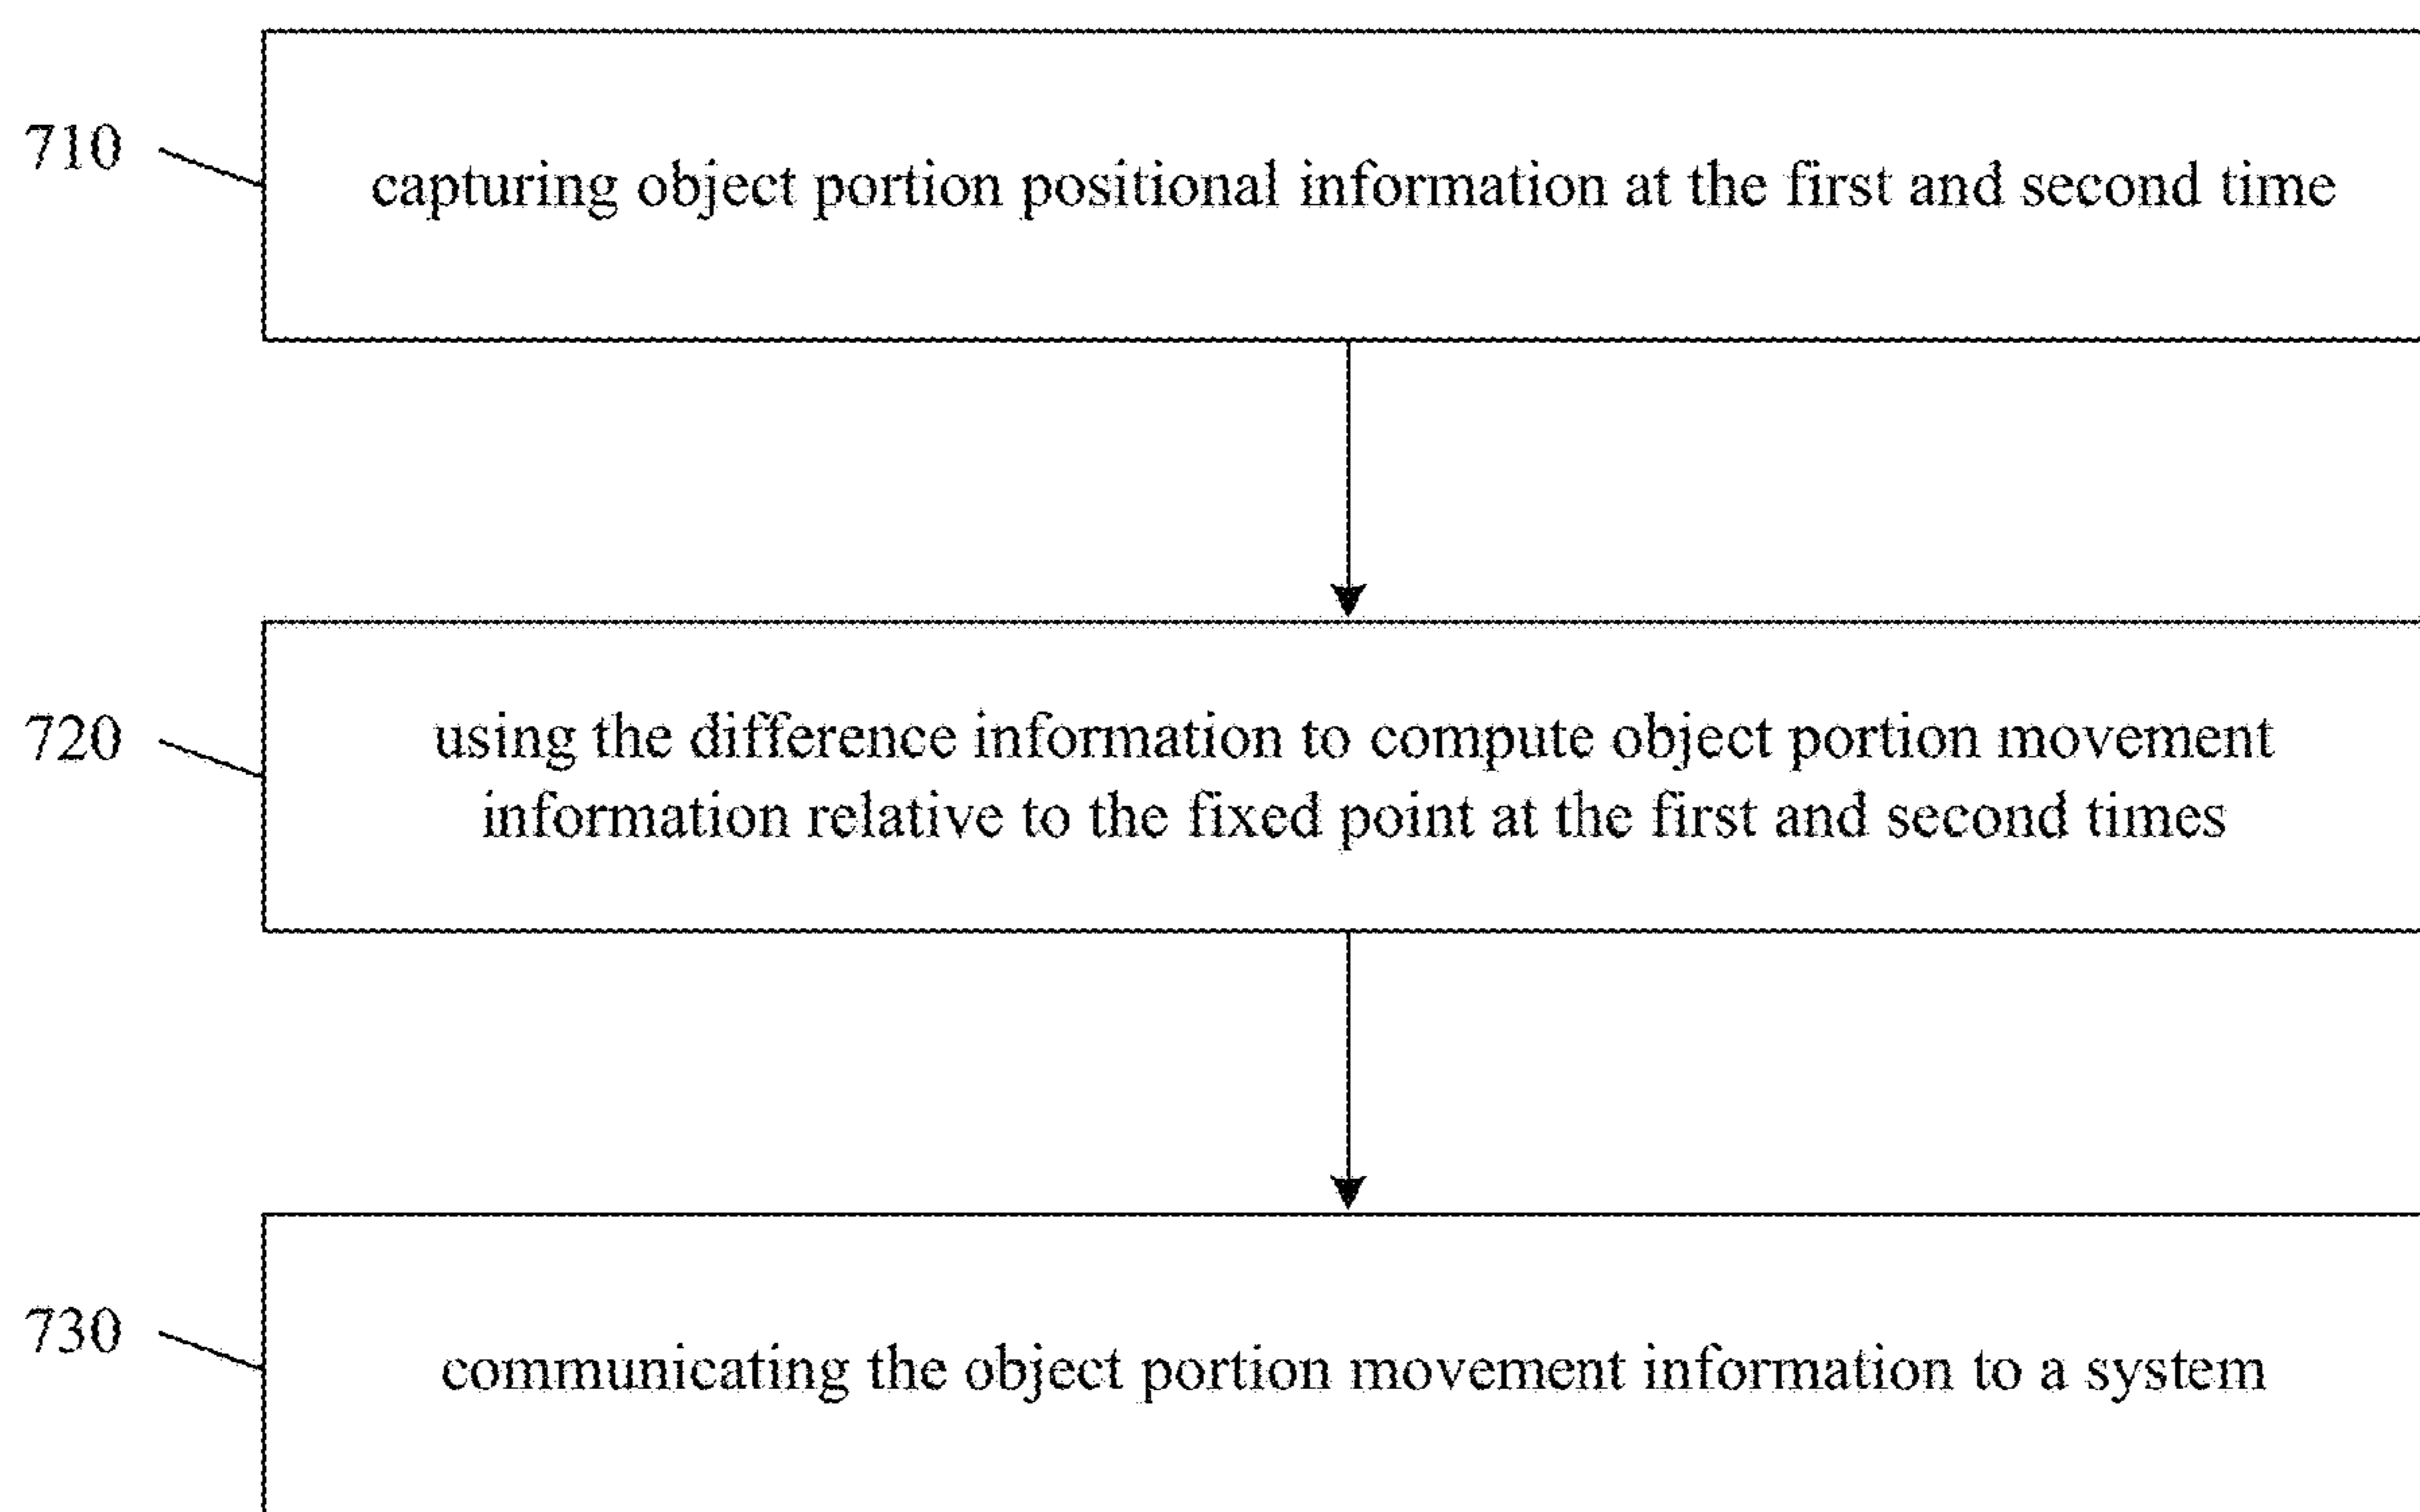 710
capturing object portion positional information at the first and second time
720
using the difference information to compute object portion movement
information relative to the fixed point at the first and second times
730
communicating the object portion movement information to a system